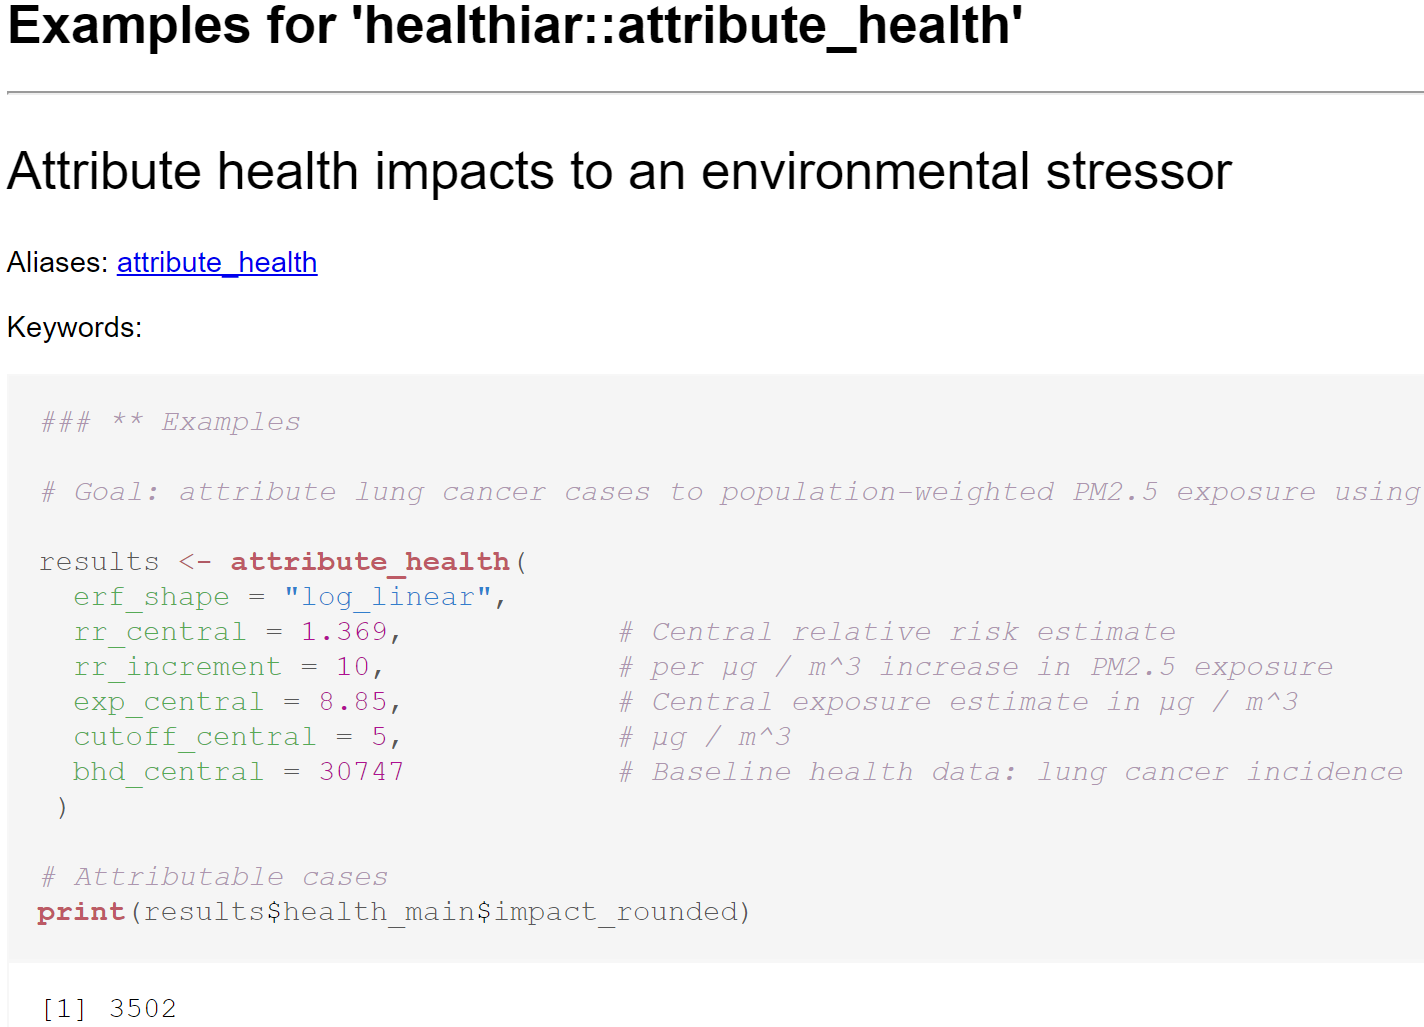 Examples for 'healthiar::attribute_health'
Attribute health impacts to an environmental stressor
Aliases: attribute_health
Keywords:
### ** Examples
# Goal: attribute lung cancer cases to population-weighted PM2.5 exposure using
results <- attribute_health(
  erf_shape = "log_linear",
  rr_central = 1.369,            # Central relative risk estimate
  rr_increment = 10,             # per μg / m^3 increase in PM2.5 exposure
  exp_central = 8.85,            # Central exposure estimate in μg / m^3
  cutoff_central = 5,            # μg / m^3
  bhd_central = 30747            # Baseline health data: lung cancer incidence
 )
# Attributable cases
print(results$health_main$impact_rounded)
[1] 3502